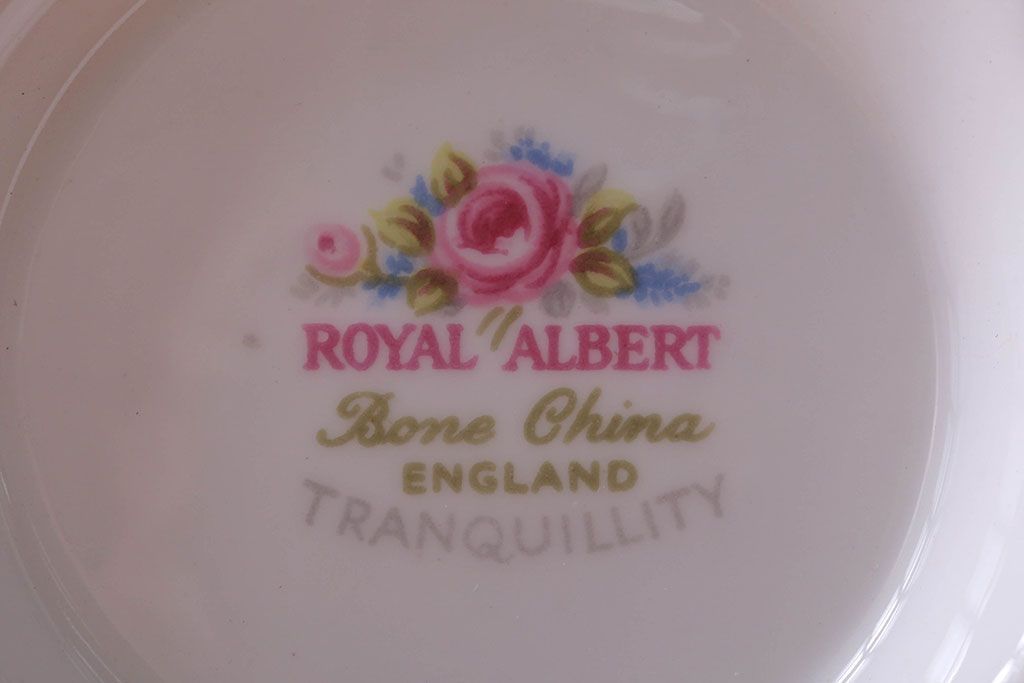 ROYAL ALBERT
Bone China
ENGLAND
TRANQUILLITY